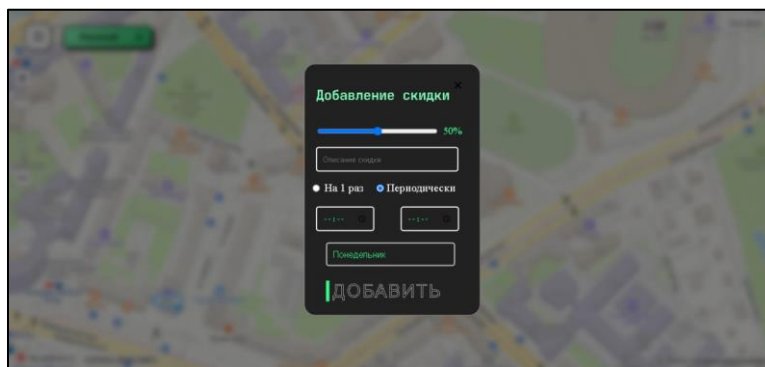 Добавление скидки
50%
Описание скидки
На 1 раз Периодически
--:-- --:--
Понедельник
ДОБАВИТЬ